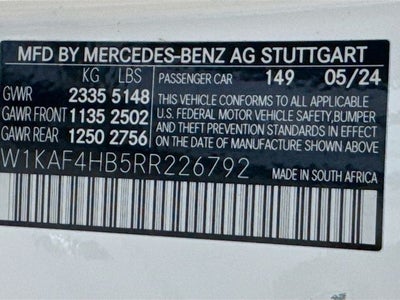 MFD BY MERCEDES-BENZ AG STUTTGART
KG LBS PASSENGER CAR 149 05/24
GVWR 2335 5148
GAWR FRONT 1135 2502
GAWR REAR 1250 2756
THIS VEHICLE CONFORMS TO ALL APPLICABLE
U.S. FEDERAL MOTOR VEHICLE SAFETY,BUMPER
AND THEFT PREVENTION STANDARDS IN EFFECT
ON THE DATE OF MANUFACTURE SHOWN ABOVE.
W1KAF4HB5RR226792
MADE IN SOUTH AFRICA